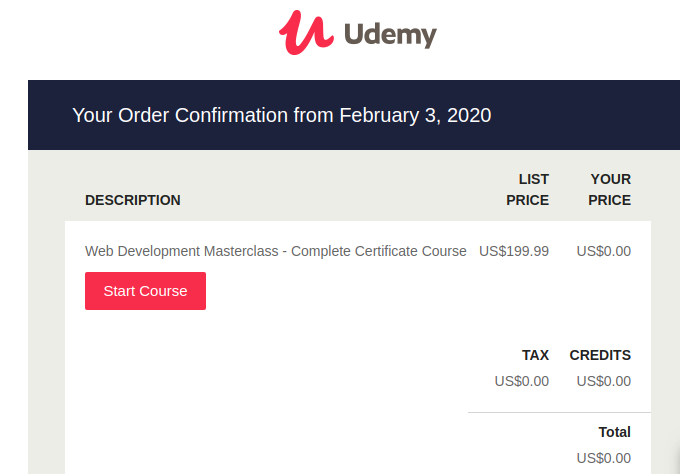 Udemy
Your Order Confirmation from February 3, 2020
LIST YOUR
DESCRIPTION PRICE PRICE
Web Development Masterclass - Complete Certificate Course US$199.99 US$0.00
Start Course
TAX CREDITS
US$0.00 US$0.00
Total
US$0.00